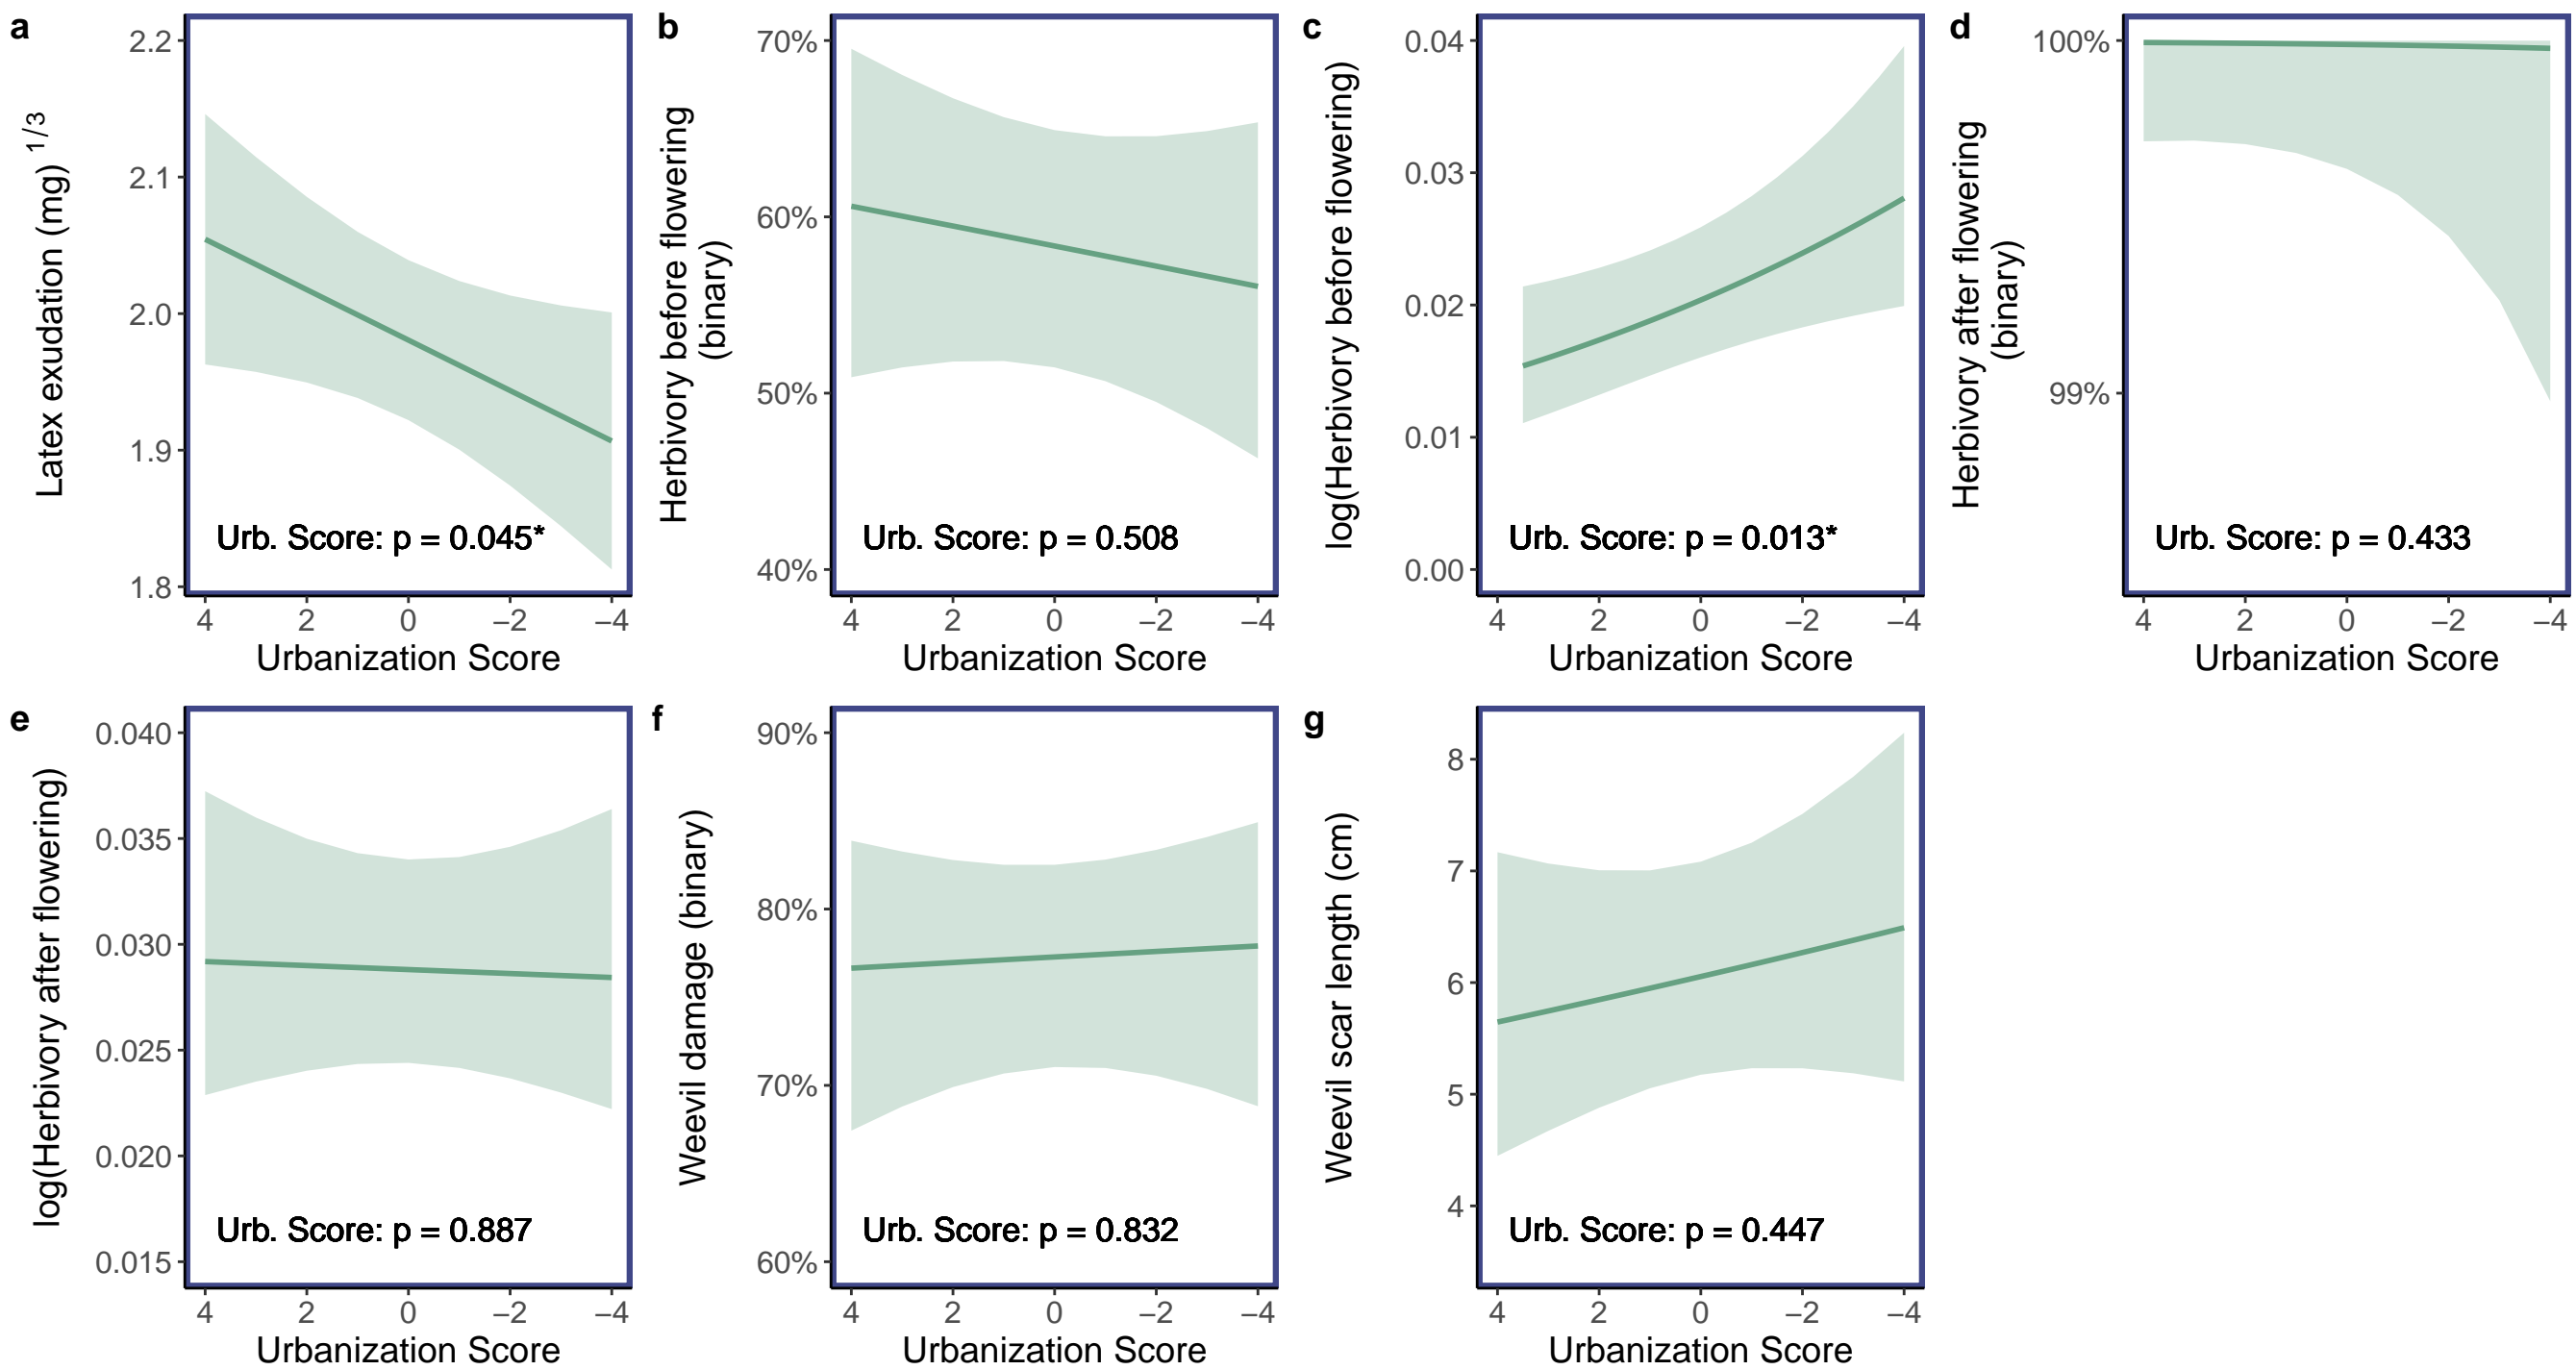 a
2.2
2.1
2.0
1.9
1.8
Latex exudation (mg) 1/3
Urb. Score: p = 0.045*
4 2 0 −2 −4
Urbanization Score
b
70%
60%
50%
40%
Herbivory before flowering
(binary)
Urb. Score: p = 0.508
4 2 0 −2 −4
Urbanization Score
c
0.04
0.03
0.02
0.01
0.00
log(Herbivory before flowering)
Urb. Score: p = 0.013*
4 2 0 −2 −4
Urbanization Score
d
100%
99%
Herbivory after flowering
(binary)
Urb. Score: p = 0.433
4 2 0 −2 −4
Urbanization Score
e
0.040
0.035
0.030
0.025
0.020
0.015
log(Herbivory after flowering)
Urb. Score: p = 0.887
4 2 0 −2 −4
Urbanization Score
f
90%
80%
70%
60%
Weevil damage (binary)
Urb. Score: p = 0.832
4 2 0 −2 −4
Urbanization Score
g
8
7
6
5
4
Weevil scar length (cm)
Urb. Score: p = 0.447
4 2 0 −2 −4
Urbanization Score